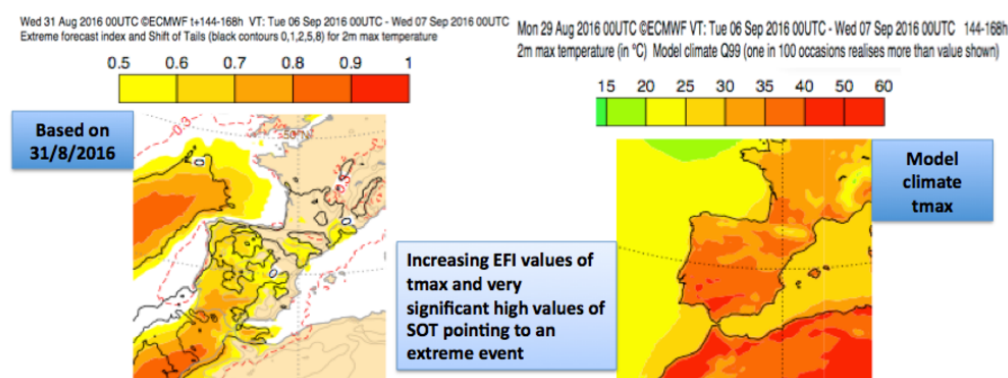 Wed 31 Aug 2016 00UTC ©ECMWF t+144-168h VT: Tue 06 Sep 2016 00UTC - Wed 07 Sep 2016 00UTC
Extreme forecast index and Shift of Tails (black contours 0,1,2,5,8) for 2m max temperature
0.5 0.6 0.7 0.8 0.9 1
Based on
31/8/2016
-0.3
50°N
0
0
0
Mon 29 Aug 2016 00UTC ©ECMWF VT: Tue 06 Sep 2016 00UTC - Wed 07 Sep 2016 00UTC 144-168h
2m max temperature (in °C) Model climate Q99 (one in 100 occasions realises more than value shown)
15 20 25 30 35 40 50 60
Model
climate
tmax
Increasing EFI values of
tmax and very
significant high values of
SOT pointing to an
extreme event